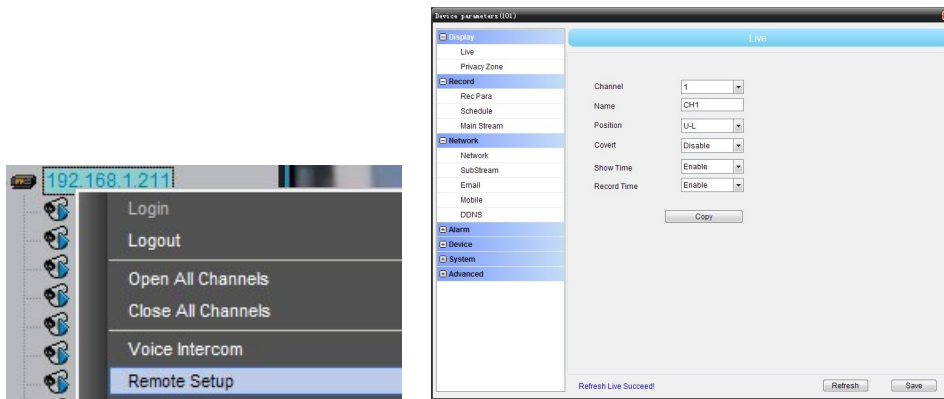 192.168.1.211
Login
Logout
Open All Channels
Close All Channels
Voice Intercom
Remote Setup
Device parameters(101)
Display
Live
Privacy Zone
Record
Rec Para
Schedule
Main Stream
Network
Network
SubStream
Email
Mobile
DDNS
Alarm
Device
System
Advanced
Live
Channel 1
Name CH1
Position U-L
Covert Disable
Show Time Enable
Record Time Enable
Copy
Refresh Live Succeed!
Refresh Save